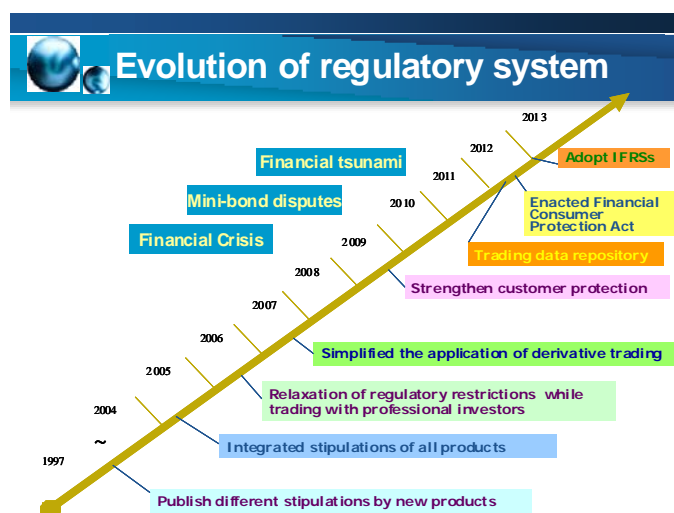 Evolution of regulatory system
2013
2012
Adopt IFRSs
Financial tsunami
2011
Mini-bond disputes
2010
Enacted Financial
Consumer
Protection Act
Financial Crisis
2009
Trading data repository
2008
Strengthen customer protection
2007
2006
Simplified the application of derivative trading
2005
Relaxation of regulatory restrictions while
trading with professional investors
2004
~
Integrated stipulations of all products
1997
Publish different stipulations by new products